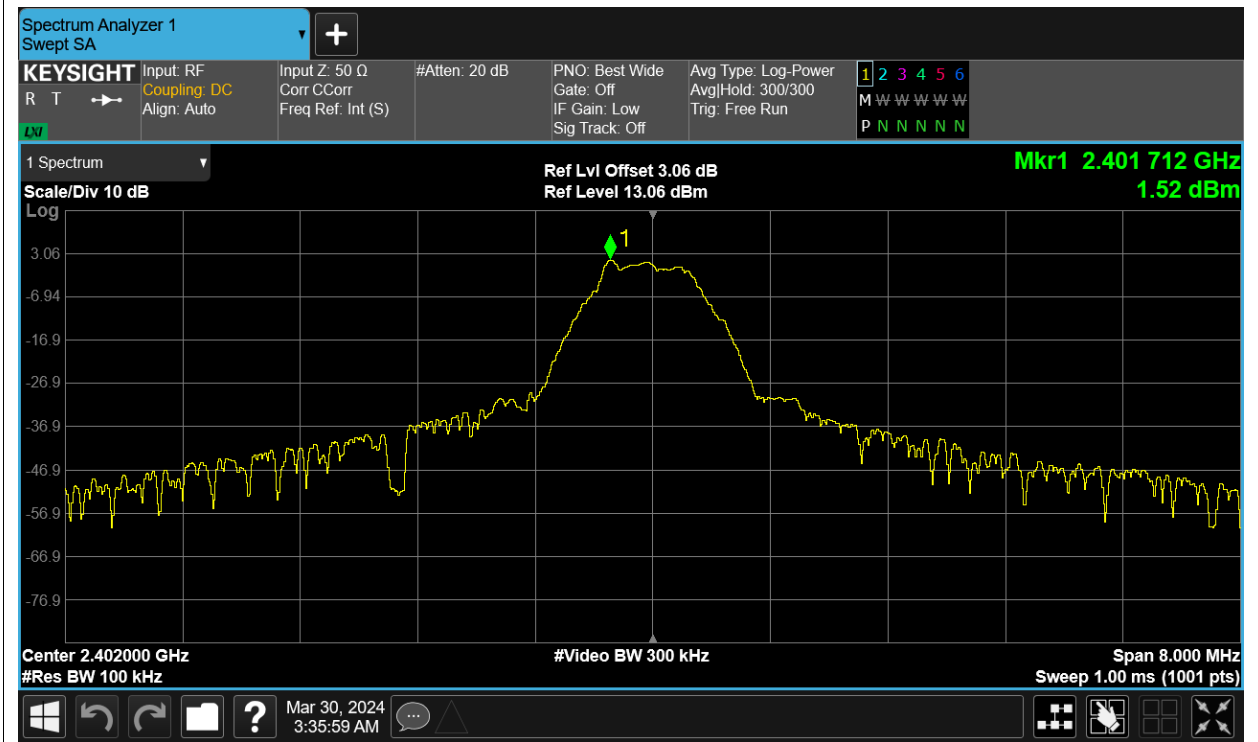 Spectrum Analyzer 1
Swept SA
KEYSIGHT
R T
LXI
Input: RF
Coupling: DC
Align: Auto
Input Z: 50 Ω
Corr CCorr
Freq Ref: Int (S)
#Atten: 20 dB
PNO: Best Wide
Gate: Off
IF Gain: Low
Sig Track: Off
Avg Type: Log-Power
Avg|Hold: 300/300
Trig: Free Run
1 2 3 4 5 6
M W W W W W
P N N N N N
1 Spectrum
Scale/Div 10 dB
Ref Lvl Offset 3.06 dB
Ref Level 13.06 dBm
Mkr1 2.401 712 GHz
1.52 dBm
Log
1
3.06
-6.94
-16.9
-26.9
-36.9
-46.9
-56.9
-66.9
-76.9
Center 2.402000 GHz
#Res BW 100 kHz
#Video BW 300 kHz
Span 8.000 MHz
Sweep 1.00 ms (1001 pts)
?
Mar 30, 2024
3:35:59 AM